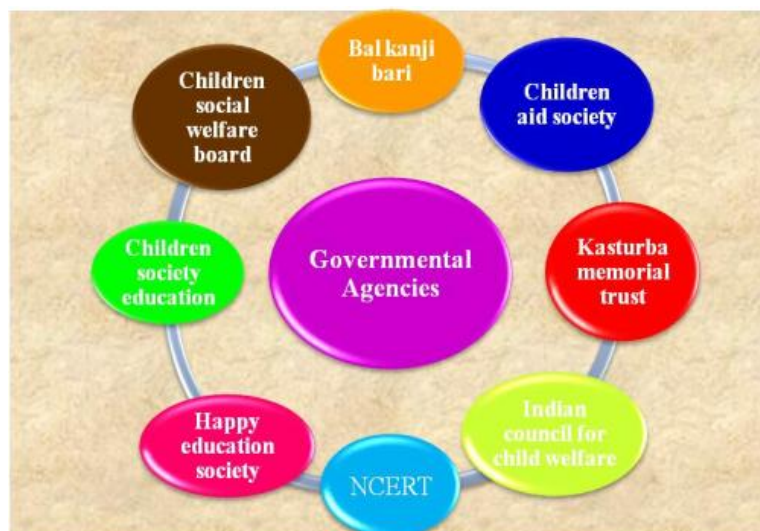 Bal kanji
bari
Children
aid society
Kasturba
memorial
trust
Indian
council for
child welfare
NCERT
Happy
education
society
Children
society
education
Children
social
welfare
board
Governmental
Agencies